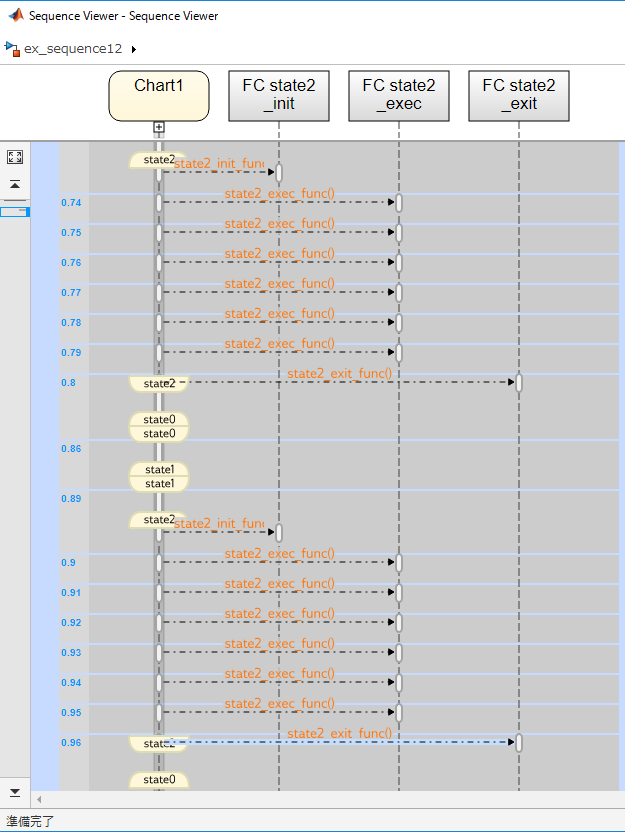 Sequence Viewer - Sequence Viewer
ex_sequence12
Chart1
FC state2
_init
FC state2
_exec
FC state2
_exit
state2
state2_init_func
0.74
state2_exec_func()
0.75
state2_exec_func()
0.76
state2_exec_func()
0.77
state2_exec_func()
0.78
state2_exec_func()
0.79
state2_exec_func()
0.8
state2
state2_exit_func()
state0
state0
0.86
state1
state1
0.89
state2
state2_init_func
0.9
state2_exec_func()
0.91
state2_exec_func()
0.92
state2_exec_func()
0.93
state2_exec_func()
0.94
state2_exec_func()
0.95
state2_exec_func()
0.96
state2
state2_exit_func()
state0
準備完了